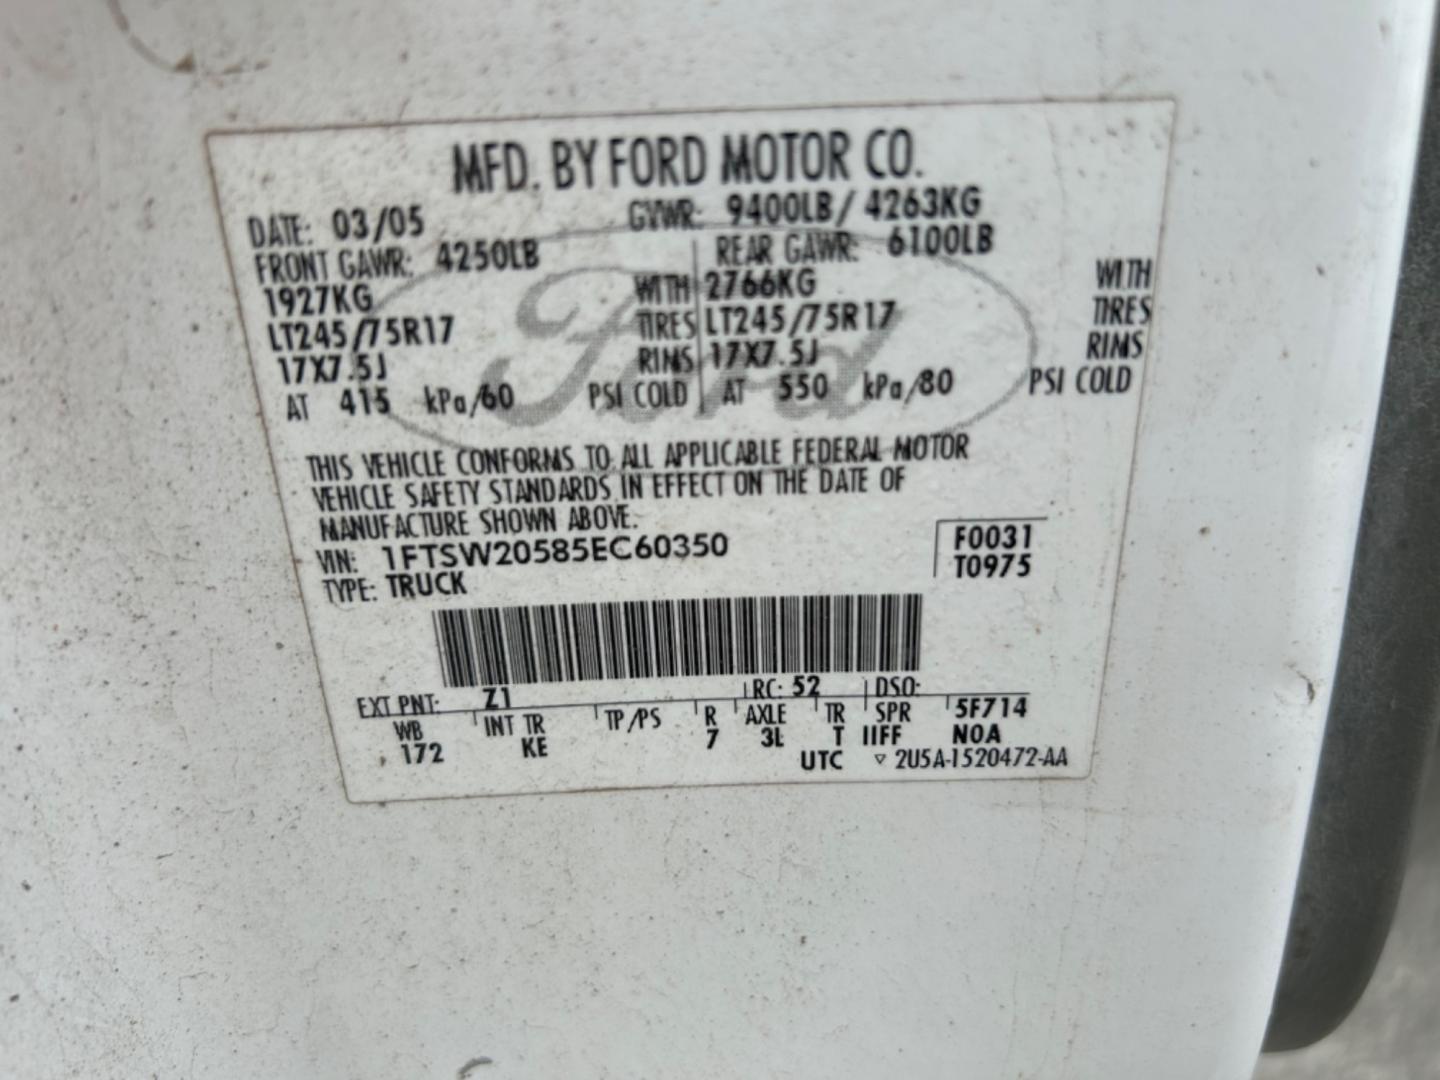 MFD. BY FORD MOTOR CO.
DATE: 03/05 GVWR: 9400LB / 4263KG
FRONT GAWR: 4250LB REAR GAWR: 6100LB
1927KG WITH 2766KG WITH
LT245/75R17 TIRES LT245/75R17 TIRES
17X7.5J RIMS 17X7.5J RIMS
AT 415 kPa/60 PSI COLD AT 550 kPa/80 PSI COLD
Ford
THIS VEHICLE CONFORMS TO ALL APPLICABLE FEDERAL MOTOR
VEHICLE SAFETY STANDARDS IN EFFECT ON THE DATE OF
MANUFACTURE SHOWN ABOVE.
VIN: 1FTSW20585EC60350 F0031
TYPE: TRUCK T0975
EXT PNT: Z1 RC: 52 DSO:
WB INT TR TP/PS R AXLE TR SPR 5F714
172 KE 7 3L T IIFF NOA
UTC ▿ 2U5A-1520472-AA